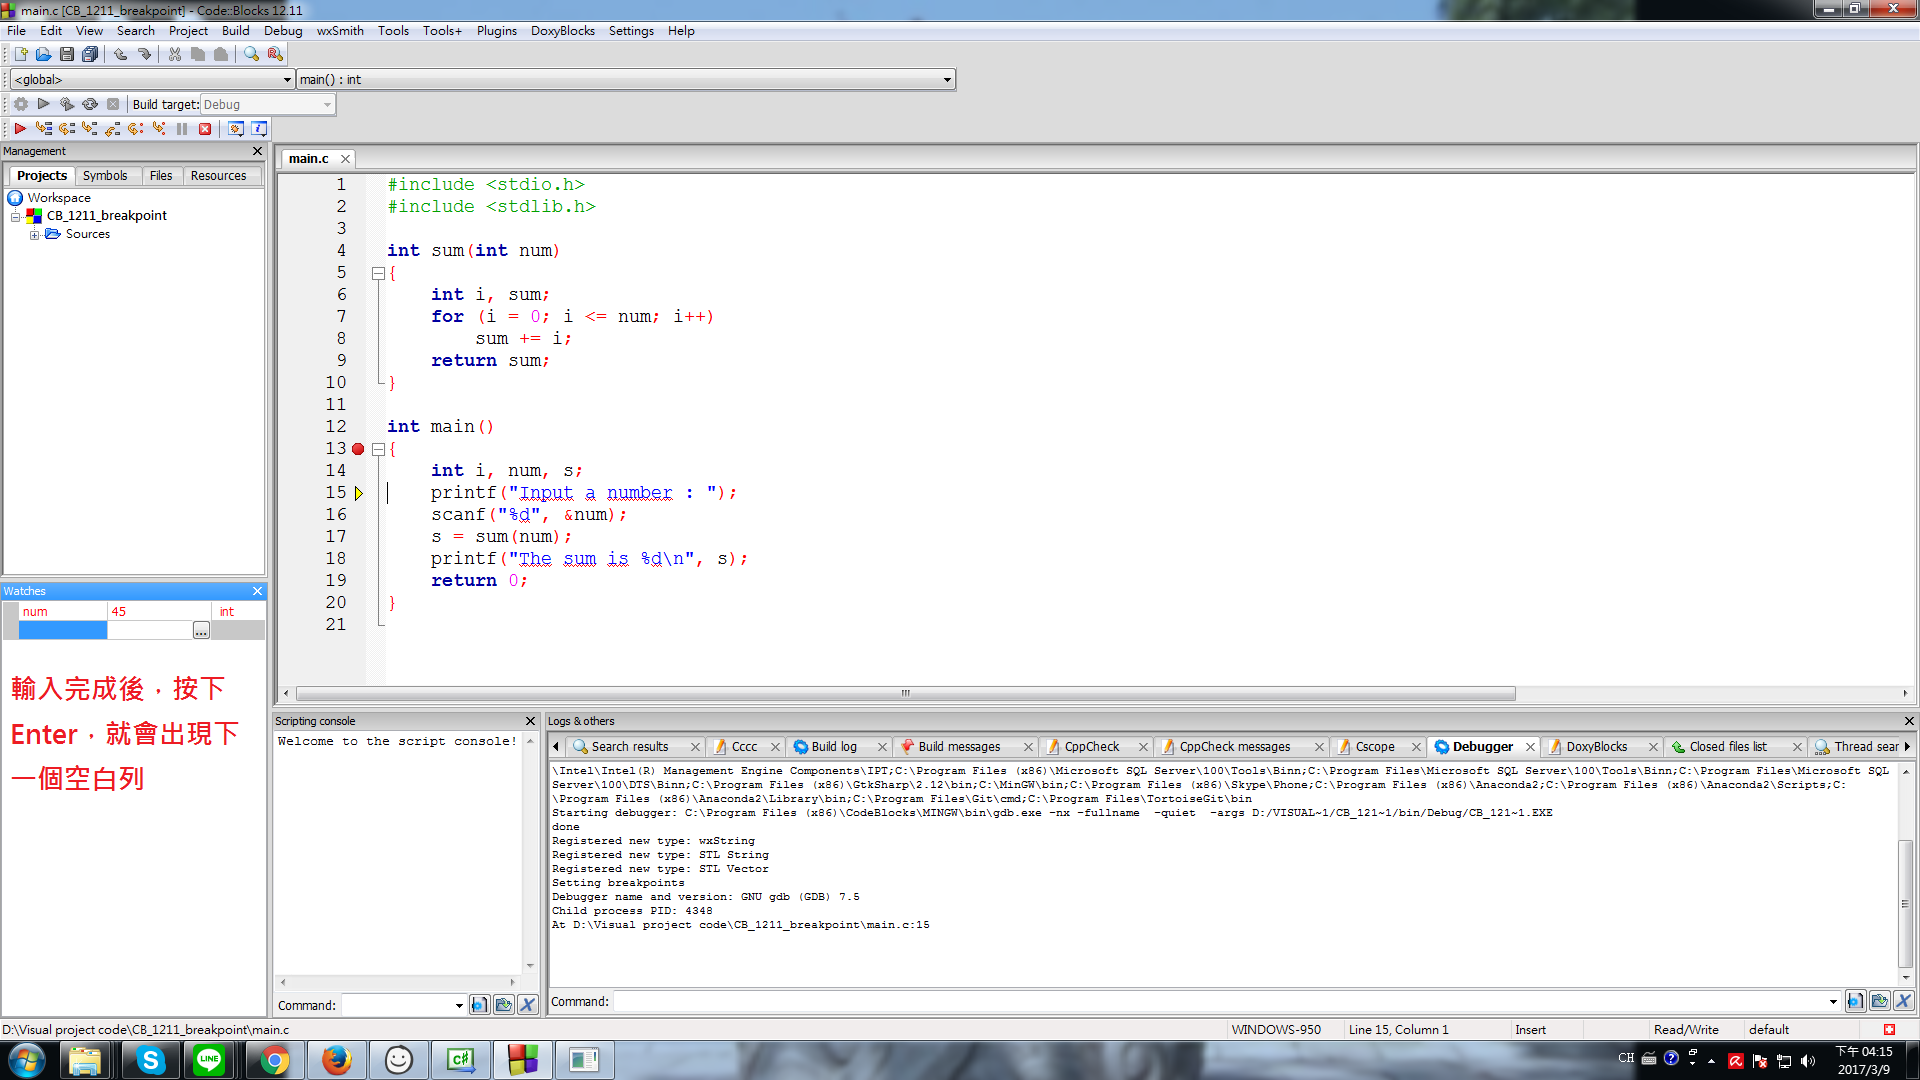 main.c [CB_1211_breakpoint] - Code::Blocks 12.11
File Edit View Search Project Build Debug wxSmith Tools Tools+ Plugins DoxyBlocks Settings Help
<global> main() : int
Build target: Debug
Management
Projects Symbols Files Resources
Workspace
CB_1211_breakpoint
Sources
main.c
1 #include <stdio.h>
2 #include <stdlib.h>
3
4 int sum(int num)
5 {
6 int i, sum;
7 for (i = 0; i <= num; i++)
8 sum += i;
9 return sum;
10 }
11
12 int main()
13 {
14 int i, num, s;
15 printf("Input a number : ");
16 scanf("%d", &num);
17 s = sum(num);
18 printf("The sum is %d\n", s);
19 return 0;
20 }
21
Watches
num 45 int
...
輸入完成後，按下
Enter，就會出現下
一個空白列
Scripting console
Welcome to the script console!
Command:
Logs & others
Search results Cccc Build log Build messages CppCheck CppCheck messages Cscope Debugger DoxyBlocks Closed files list Thread sear
\Intel\Intel(R) Management Engine Components\IPT;C:\Program Files (x86)\Microsoft SQL Server\100\Tools\Binn;C:\Program Files\Microsoft SQL Server\100\Tools\Binn;C:\Program Files\Microsoft SQL
Server\100\DTS\Binn;C:\Program Files (x86)\GtkSharp\2.12\bin;C:\MinGW\bin;C:\Program Files (x86)\Skype\Phone;C:\Program Files (x86)\Anaconda2;C:\Program Files (x86)\Anaconda2\Scripts;C:
\Program Files (x86)\Anaconda2\Library\bin;C:\Program Files\Git\cmd;C:\Program Files\TortoiseGit\bin
Starting debugger: C:\Program Files (x86)\CodeBlocks\MINGW\bin\gdb.exe -nx -fullname  -quiet  -args D:/VISUAL~1/CB_121~1/bin/Debug/CB_121~1.EXE
done
Registered new type: wxString
Registered new type: STL String
Registered new type: STL Vector
Setting breakpoints
Debugger name and version: GNU gdb (GDB) 7.5
Child process PID: 4348
At D:\Visual project code\CB_1211_breakpoint\main.c:15
Command:
D:\Visual project code\CB_1211_breakpoint\main.c WINDOWS-950 Line 15, Column 1 Insert Read/Write default
CH 下午 04:15
2017/3/9